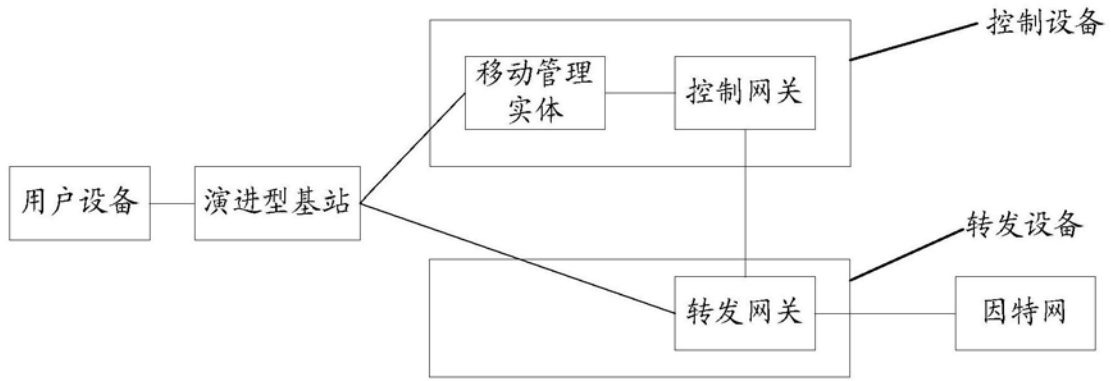 控制设备
移动管理
实体
控制网关
用户设备
演进型基站
转发设备
转发网关
因特网